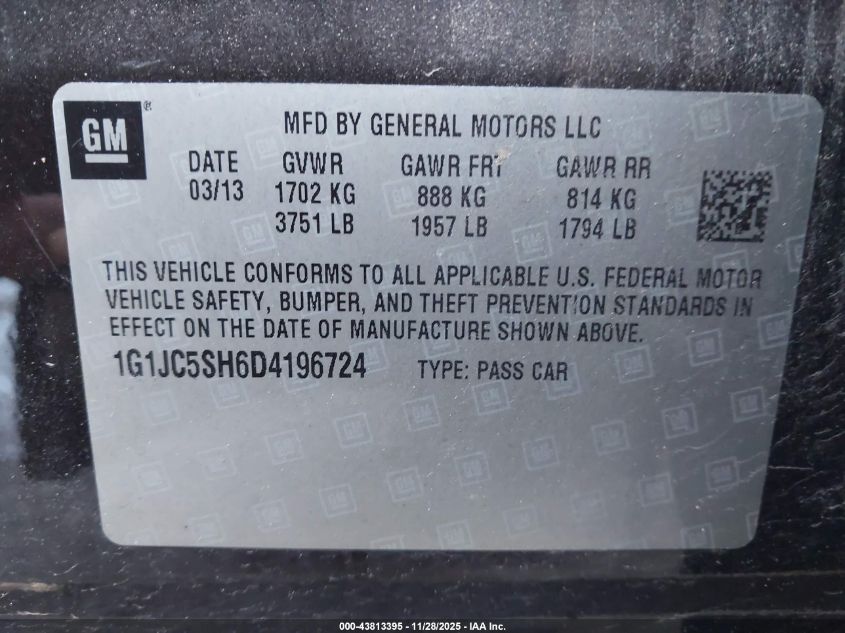 GM ®
MFD BY GENERAL MOTORS LLC
DATE GVWR GAWR FRT GAWR RR
03/13 1702 KG 888 KG 814 KG
3751 LB 1957 LB 1794 LB
THIS VEHICLE CONFORMS TO ALL APPLICABLE U.S. FEDERAL MOTOR
VEHICLE SAFETY, BUMPER, AND THEFT PREVENTION STANDARDS IN
EFFECT ON THE DATE OF MANUFACTURE SHOWN ABOVE.
1G1JC5SH6D4196724 TYPE: PASS CAR
000-43813395 - 11/28/2025 - IAA Inc.